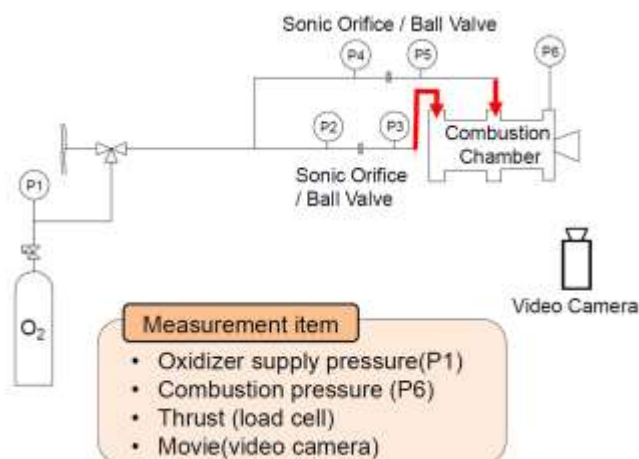 Sonic Orifice / Ball Valve
P4
P5
P6
P2
P3
Combustion
Chamber
Sonic Orifice
/ Ball Valve
P1
O2
Video Camera
Measurement item
• Oxidizer supply pressure(P1)
• Combustion pressure (P6)
• Thrust (load cell)
• Movie(video camera)